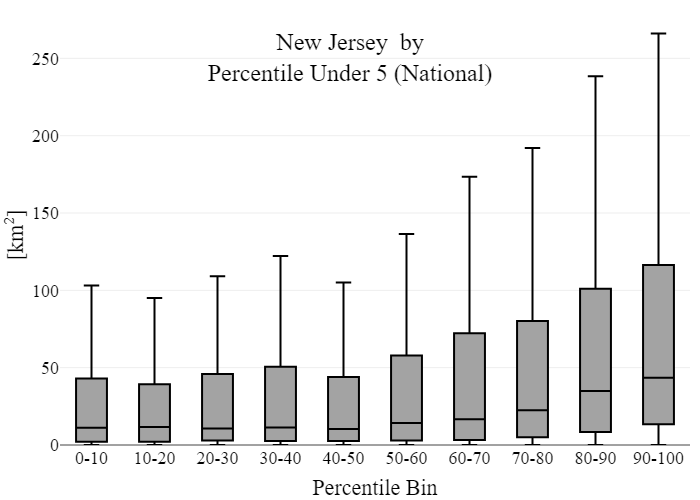 New Jersey by
Percentile Under 5 (National)
[km²]
250
200
150
100
50
0
0-10 10-20 20-30 30-40 40-50 50-60 60-70 70-80 80-90 90-100
Percentile Bin